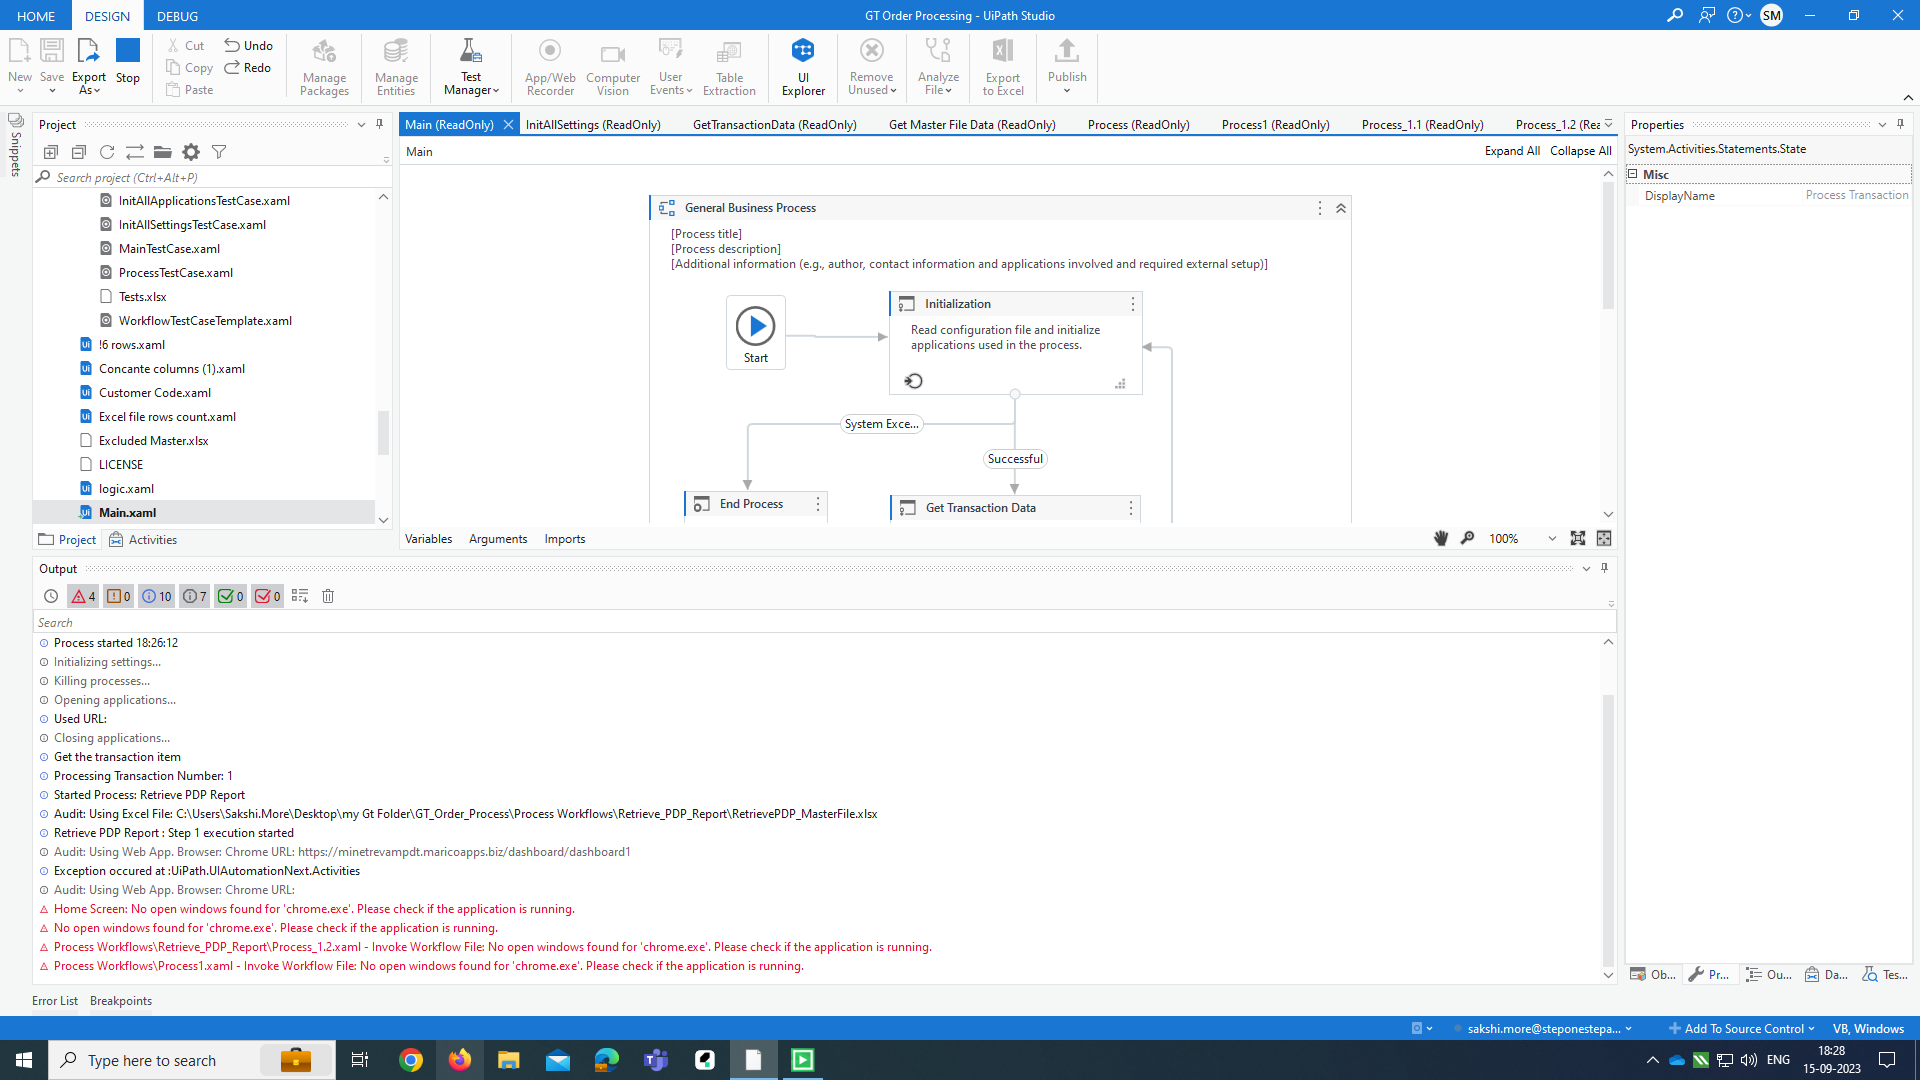 HOME
DESIGN
DEBUG
GT Order Processing - UiPath Studio
SM
New
Save
Export As
Stop
Cut
Copy
Paste
Undo
Redo
Manage Packages
Manage Entities
Test Manager
App/Web Recorder
Computer Vision
User Events
Table Extraction
UI Explorer
Remove Unused
Analyze File
Export to Excel
Publish
Snippets
Project
Search project (Ctrl+Alt+P)
InitAllApplicationsTestCase.xaml
InitAllSettingsTestCase.xaml
MainTestCase.xaml
ProcessTestCase.xaml
Tests.xlsx
WorkflowTestCaseTemplate.xaml
!6 rows.xaml
Concante columns (1).xaml
Customer Code.xaml
Excel file rows count.xaml
Excluded Master.xlsx
LICENSE
logic.xaml
Main.xaml
Project
Activities
Main (ReadOnly)
InitAllSettings (ReadOnly)
GetTransactionData (ReadOnly)
Get Master File Data (ReadOnly)
Process (ReadOnly)
Process1 (ReadOnly)
Process_1.1 (ReadOnly)
Process_1.2 (Rea
Main
Expand All
Collapse All
General Business Process
[Process title]
[Process description]
[Additional information (e.g., author, contact information and applications involved and required external setup)]
Start
Initialization
Read configuration file and initialize
applications used in the process.
System Exce...
Successful
End Process
Get Transaction Data
Variables
Arguments
Imports
100%
Properties
System.Activities.Statements.State
Misc
DisplayName
Process Transaction
Output
4
0
10
7
0
0
Search
Process started 18:26:12
Initializing settings...
Killing processes...
Opening applications...
Used URL:
Closing applications...
Get the transaction item
Processing Transaction Number: 1
Started Process: Retrieve PDP Report
Audit: Using Excel File: C:\Users\Sakshi.More\Desktop\my Gt Folder\GT_Order_Process\Process Workflows\Retrieve_PDP_Report\RetrievePDP_MasterFile.xlsx
Retrieve PDP Report : Step 1 execution started
Audit: Using Web App. Browser: Chrome URL: https://minetrevampdt.maricoapps.biz/dashboard/dashboard1
Exception occured at :UiPath.UIAutomationNext.Activities
Audit: Using Web App. Browser: Chrome URL:
Home Screen: No open windows found for 'chrome.exe'. Please check if the application is running.
No open windows found for 'chrome.exe'. Please check if the application is running.
Process Workflows\Retrieve_PDP_Report\Process_1.2.xaml - Invoke Workflow File: No open windows found for 'chrome.exe'. Please check if the application is running.
Process Workflows\Process1.xaml - Invoke Workflow File: No open windows found for 'chrome.exe'. Please check if the application is running.
Ob...
Pr...
Ou...
Da...
Tes...
Error List
Breakpoints
sakshi.more@steponestepa...
Add To Source Control
VB, Windows
Type here to search
ENG
18:28
15-09-2023